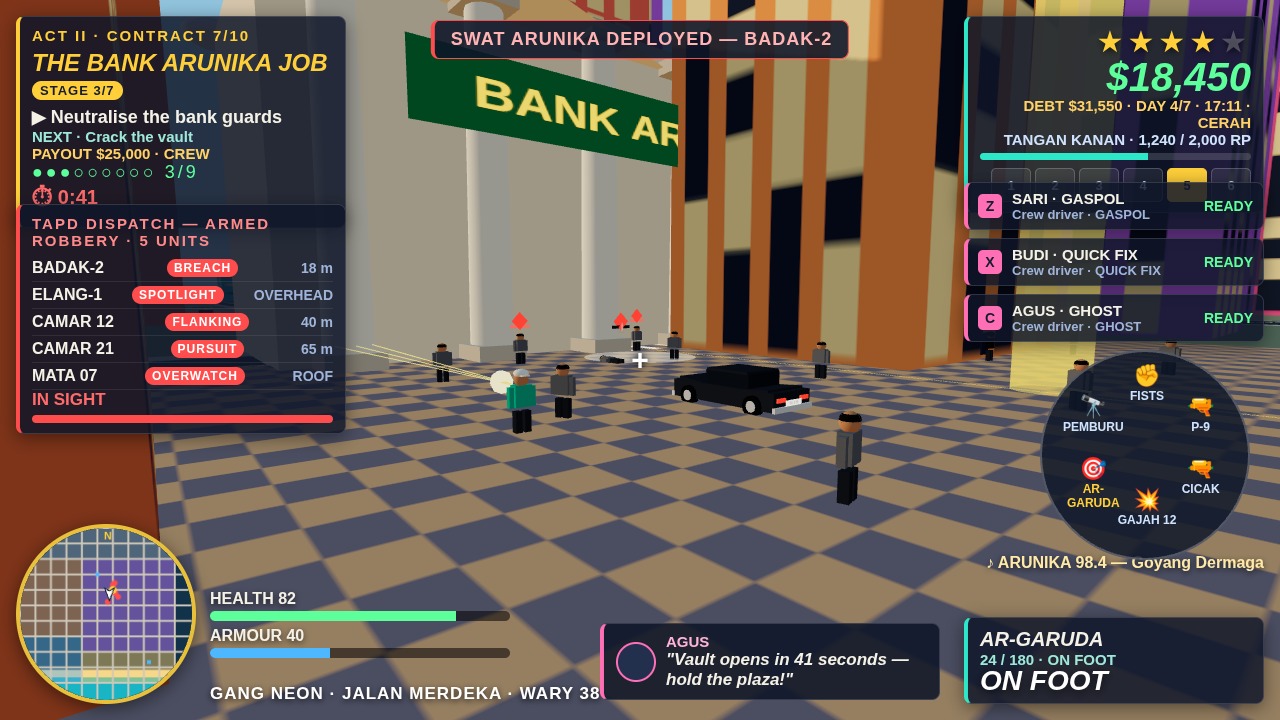 ACT II · CONTRACT 7/10
THE BANK ARUNIKA JOB
STAGE 3/7
▶ Neutralise the bank guards
NEXT · Crack the vault
PAYOUT $25,000 · CREW
●●●○○○○○○ 3/9
⏱ 0:41
TAPD DISPATCH — ARMED
ROBBERY · 5 UNITS
BADAK-2 BREACH 18 m
ELANG-1 SPOTLIGHT OVERHEAD
CAMAR 12 FLANKING 40 m
CAMAR 21 PURSUIT 65 m
MATA 07 OVERWATCH ROOF
IN SIGHT
SWAT ARUNIKA DEPLOYED — BADAK-2
BANK AR
★★★★★
$18,450
DEBT $31,550 · DAY 4/7 · 17:11 ·
CERAH
TANGAN KANAN · 1,240 / 2,000 RP
1 2 3 4 5 6
Z SARI · GASPOL READY
Crew driver · GASPOL
X BUDI · QUICK FIX READY
Crew driver · QUICK FIX
C AGUS · GHOST READY
Crew driver · GHOST
FISTS
PEMBURU
P-9
AR-
GARUDA
CICAK
GAJAH 12
♪ ARUNIKA 98.4 — Goyang Dermaga
N
HEALTH 82
ARMOUR 40
GANG NEON · JALAN MERDEKA · WARY 38
AGUS
"Vault opens in 41 seconds —
hold the plaza!"
AR-GARUDA
24 / 180 · ON FOOT
ON FOOT